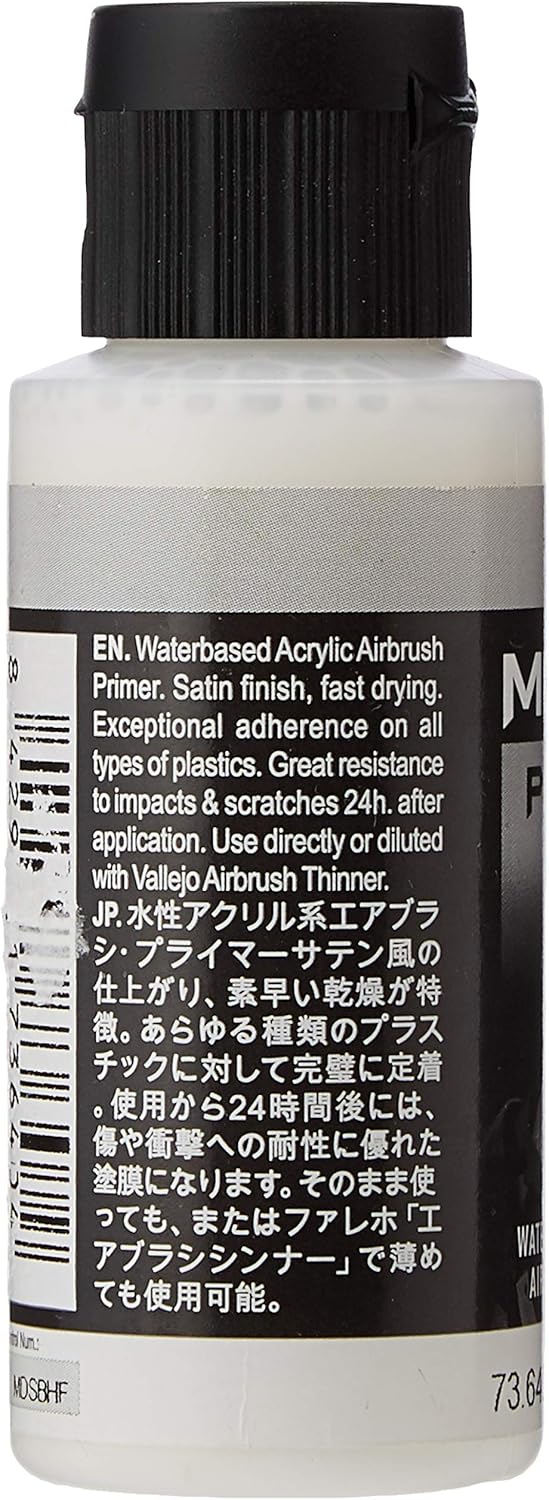 EN. Waterbased Acrylic Airbrush
Primer. Satin finish, fast drying.
Exceptional adherence on all
types of plastics. Great resistance
to impacts & scratches 24h. after
application. Use directly or diluted
with Vallejo Airbrush Thinner.
JP. 水性アクリル系エアブラ
シ・プライマーサテン風の
仕上がり、素早い乾燥が特
徴。あらゆる種類のプラス
チックに対して完璧に定着
。使用から24時間後には、
傷や衝撃への耐性に優れた
塗膜になります。そのまま使
っても、またはファレホ「エ
アブラシシンナー」で薄め
ても使用可能。
Num.:
MDSBHF
73.64